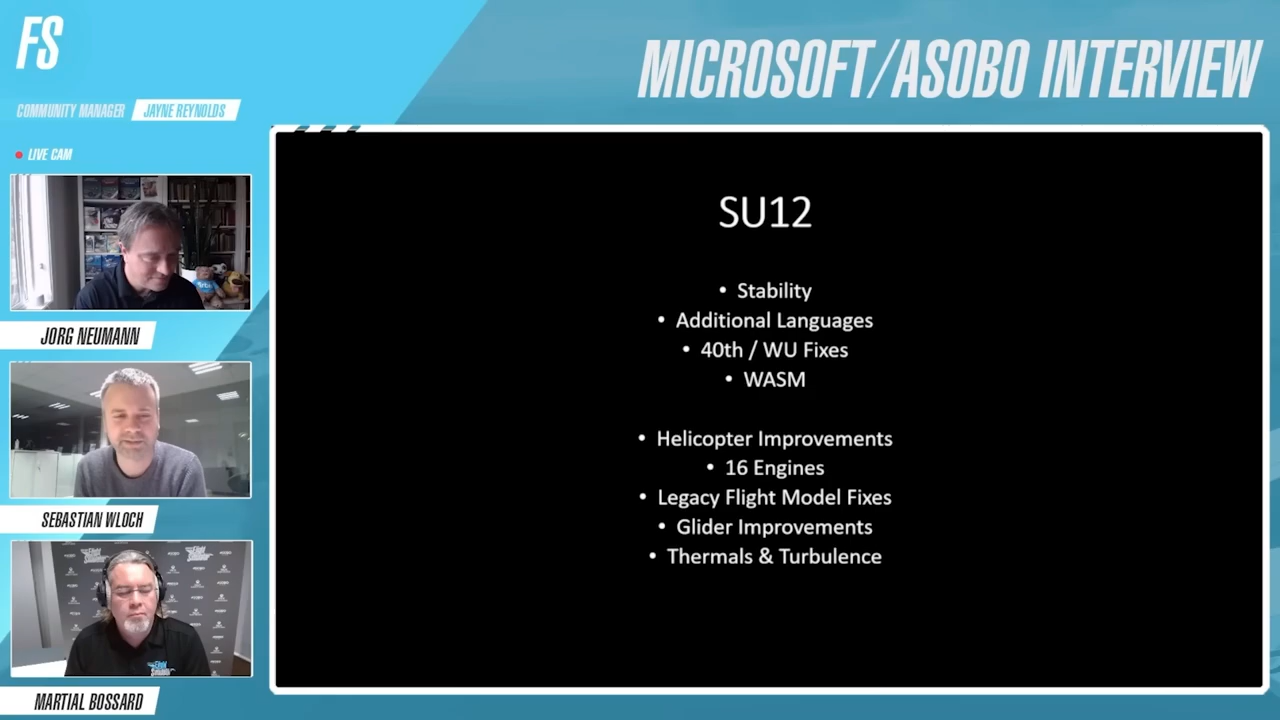 FS
MICROSOFT/ASOBO INTERVIEW
COMMUNITY MANAGER JAYNE REYNOLDS
LIVE CAM
JORG NEUMANN
SEBASTIAN WLOCH
MARTIAL BOSSARD
SU12
• Stability
• Additional Languages
• 40th / WU Fixes
• WASM
• Helicopter Improvements
• 16 Engines
• Legacy Flight Model Fixes
• Glider Improvements
• Thermals & Turbulence